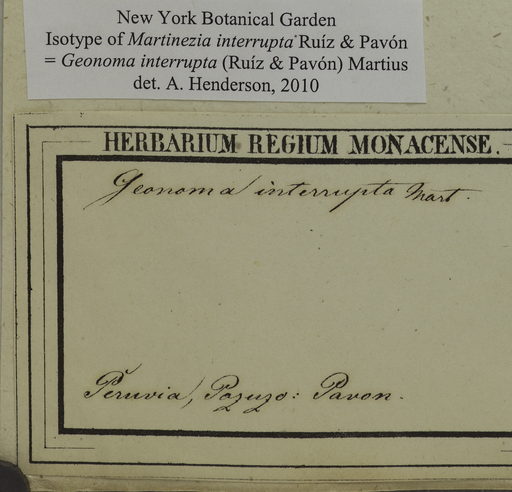 New York Botanical Garden
Isotype of Martinezia interrupta Ruíz & Pavón
= Geonoma interrupta (Ruíz & Pavón) Martius
det. A. Henderson, 2010
HERBARIUM REGIUM MONACENSE.
Geonoma interrupta Mart.
Peruvia, Pozuzo: Pavon.